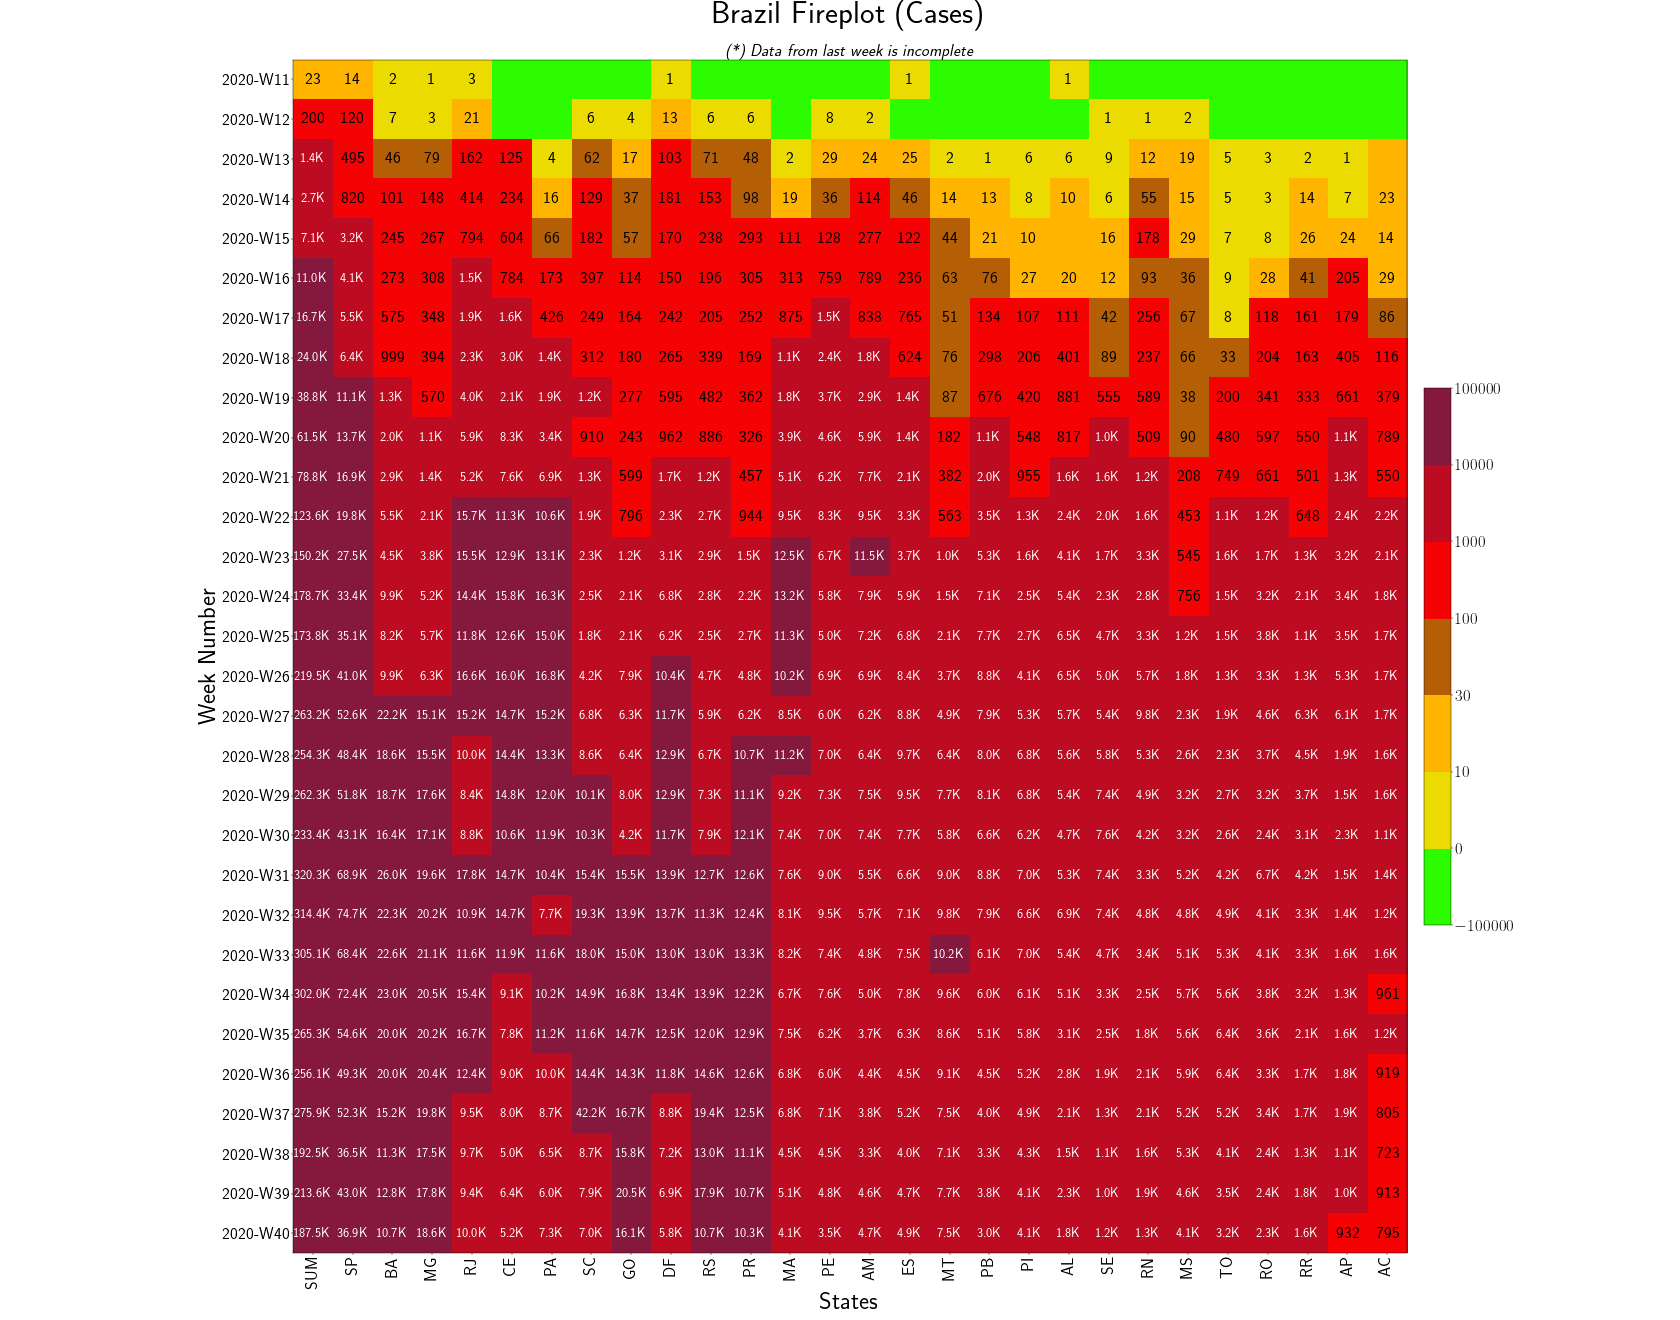 Brazil Fireplot (Cases)
(*) Data from last week is incomplete
2020-W11 23 14 2 1 3 1 1 1
2020-W12 200 120 7 3 21 6 4 13 6 6 8 2 1 1 2
2020-W13 1.4K 495 46 79 162 125 4 62 17 103 71 48 2 29 24 25 2 1 6 6 9 12 19 5 3 2 1
2020-W14 2.7K 820 101 148 414 234 16 129 37 181 153 98 19 36 114 46 14 13 8 10 6 55 15 5 3 14 7 23
2020-W15 7.1K 3.2K 245 267 794 604 66 182 57 170 238 293 111 128 277 122 44 21 10 16 178 29 7 8 26 24 14
2020-W16 11.0K 4.1K 273 308 1.5K 784 173 397 114 150 196 305 313 759 789 236 63 76 27 20 12 93 36 9 28 41 205 29
2020-W17 16.7K 5.5K 575 348 1.9K 1.6K 426 249 164 242 205 252 875 1.5K 838 765 51 134 107 111 42 256 67 8 118 161 179 86
2020-W18 24.0K 6.4K 999 394 2.3K 3.0K 1.4K 312 180 265 339 169 1.1K 2.4K 1.8K 624 76 298 206 401 89 237 66 33 204 163 405 116
2020-W19 38.8K 11.1K 1.3K 570 4.0K 2.1K 1.9K 1.2K 277 595 482 362 1.8K 3.7K 2.9K 1.4K 87 676 420 881 555 589 38 200 341 333 661 379
2020-W20 61.5K 13.7K 2.0K 1.1K 5.9K 8.3K 3.4K 910 243 962 886 326 3.9K 4.6K 5.9K 1.4K 182 1.1K 548 817 1.0K 509 90 480 597 550 1.1K 789
2020-W21 78.8K 16.9K 2.9K 1.4K 5.2K 7.6K 6.9K 1.3K 599 1.7K 1.2K 457 5.1K 6.2K 7.7K 2.1K 382 2.0K 955 1.6K 1.6K 1.2K 208 749 661 501 1.3K 550
2020-W22 123.6K 19.8K 5.5K 2.1K 15.7K 11.3K 10.6K 1.9K 796 2.3K 2.7K 944 9.5K 8.3K 9.5K 3.3K 563 3.5K 1.3K 2.4K 2.0K 1.6K 453 1.1K 1.2K 648 2.4K 2.2K
2020-W23 150.2K 27.5K 4.5K 3.8K 15.5K 12.9K 13.1K 2.3K 1.2K 3.1K 2.9K 1.5K 12.5K 6.7K 11.5K 3.7K 1.0K 5.3K 1.6K 4.1K 1.7K 3.3K 545 1.6K 1.7K 1.3K 3.2K 2.1K
2020-W24 178.7K 33.4K 9.9K 5.2K 14.4K 15.8K 16.3K 2.5K 2.1K 6.8K 2.8K 2.2K 13.2K 5.8K 7.9K 5.9K 1.5K 7.1K 2.5K 5.4K 2.3K 2.8K 756 1.5K 3.2K 2.1K 3.4K 1.8K
2020-W25 173.8K 35.1K 8.2K 5.7K 11.8K 12.6K 15.0K 1.8K 2.1K 6.2K 2.5K 2.7K 11.3K 5.0K 7.2K 6.8K 2.1K 7.7K 2.7K 6.5K 4.7K 3.3K 1.2K 1.5K 3.8K 1.1K 3.5K 1.7K
2020-W26 219.5K 41.0K 9.9K 6.3K 16.6K 16.0K 16.8K 4.2K 7.9K 10.4K 4.7K 4.8K 10.2K 6.9K 6.9K 8.4K 3.7K 8.8K 4.1K 6.5K 5.0K 5.7K 1.8K 1.3K 3.3K 1.3K 5.3K 1.7K
2020-W27 263.2K 52.6K 22.2K 15.1K 15.2K 14.7K 15.2K 6.8K 6.3K 11.7K 5.9K 6.2K 8.5K 6.0K 6.2K 8.8K 4.9K 7.9K 5.3K 5.7K 5.4K 9.8K 2.3K 1.9K 4.6K 6.3K 6.1K 1.7K
2020-W28 254.3K 48.4K 18.6K 15.5K 10.0K 14.4K 13.3K 8.6K 6.4K 12.9K 6.7K 10.7K 11.2K 7.0K 6.4K 9.7K 6.4K 8.0K 6.8K 5.6K 5.8K 5.3K 2.6K 2.3K 3.7K 4.5K 1.9K 1.6K
2020-W29 262.3K 51.8K 18.7K 17.6K 8.4K 14.8K 12.0K 10.1K 8.0K 12.9K 7.3K 11.1K 9.2K 7.3K 7.5K 9.5K 7.7K 8.1K 6.8K 5.4K 7.4K 4.9K 3.2K 2.7K 3.2K 3.7K 1.5K 1.6K
2020-W30 233.4K 43.1K 16.4K 17.1K 8.8K 10.6K 11.9K 10.3K 4.2K 11.7K 7.9K 12.1K 7.4K 7.0K 7.4K 7.7K 5.8K 6.6K 6.2K 4.7K 7.6K 4.2K 3.2K 2.6K 2.4K 3.1K 2.3K 1.1K
2020-W31 320.3K 68.9K 26.0K 19.6K 17.8K 14.7K 10.4K 15.4K 15.5K 13.9K 12.7K 12.6K 7.6K 9.0K 5.5K 6.6K 9.0K 8.8K 7.0K 5.3K 7.4K 3.3K 5.2K 4.2K 6.7K 4.2K 1.5K 1.4K
2020-W32 314.4K 74.7K 22.3K 20.2K 10.9K 14.7K 7.7K 19.3K 13.9K 13.7K 11.3K 12.4K 8.1K 9.5K 5.7K 7.1K 9.8K 7.9K 6.6K 6.9K 7.4K 4.8K 4.8K 4.9K 4.1K 3.3K 1.4K 1.2K
2020-W33 305.1K 68.4K 22.6K 21.1K 11.6K 11.9K 11.6K 18.0K 15.0K 13.0K 13.0K 13.3K 8.2K 7.4K 4.8K 7.5K 10.2K 6.1K 7.0K 5.4K 4.7K 3.4K 5.1K 5.3K 4.1K 3.3K 1.6K 1.6K
2020-W34 302.0K 72.4K 23.0K 20.5K 15.4K 9.1K 10.2K 14.9K 16.8K 13.4K 13.9K 12.2K 6.7K 7.6K 5.0K 7.8K 9.6K 6.0K 6.1K 5.1K 3.3K 2.5K 5.7K 5.6K 3.8K 3.2K 1.3K 961
2020-W35 265.3K 54.6K 20.0K 20.2K 16.7K 7.8K 11.2K 11.6K 14.7K 12.5K 12.0K 12.9K 7.5K 6.2K 3.7K 6.3K 8.6K 5.1K 5.8K 3.1K 2.5K 1.8K 5.6K 6.4K 3.6K 2.1K 1.6K 1.2K
2020-W36 256.1K 49.3K 20.0K 20.4K 12.4K 9.0K 10.0K 14.4K 14.3K 11.8K 14.6K 12.6K 6.8K 6.0K 4.4K 4.5K 9.1K 4.5K 5.2K 2.8K 1.9K 2.1K 5.9K 6.4K 3.3K 1.7K 1.8K 919
2020-W37 275.9K 52.3K 15.2K 19.8K 9.5K 8.0K 8.7K 42.2K 16.7K 8.8K 19.4K 12.5K 6.8K 7.1K 3.8K 5.2K 7.5K 4.0K 4.9K 2.1K 1.3K 2.1K 5.2K 5.2K 3.4K 1.7K 1.9K 805
2020-W38 192.5K 36.5K 11.3K 17.5K 9.7K 5.0K 6.5K 8.7K 15.8K 7.2K 13.0K 11.1K 4.5K 4.5K 3.3K 4.0K 7.1K 3.3K 4.3K 1.5K 1.1K 1.6K 5.3K 4.1K 2.4K 1.3K 1.1K 723
2020-W39 213.6K 43.0K 12.8K 17.8K 9.4K 6.4K 6.0K 7.9K 20.5K 6.9K 17.9K 10.7K 5.1K 4.8K 4.6K 4.7K 7.7K 3.8K 4.1K 2.3K 1.0K 1.9K 4.6K 3.5K 2.4K 1.8K 1.0K 913
2020-W40 187.5K 36.9K 10.7K 18.6K 10.0K 5.2K 7.3K 7.0K 16.1K 5.8K 10.7K 10.3K 4.1K 3.5K 4.7K 4.9K 7.5K 3.0K 4.1K 1.8K 1.2K 1.3K 4.1K 3.2K 2.3K 1.6K 932 795
SUM SP BA MG RJ CE PA SC GO DF RS PR MA PE AM ES MT PB PI AL SE RN MS TO RO RR AP AC
States
Week Number
100000
10000
1000
100
30
10
0
−100000